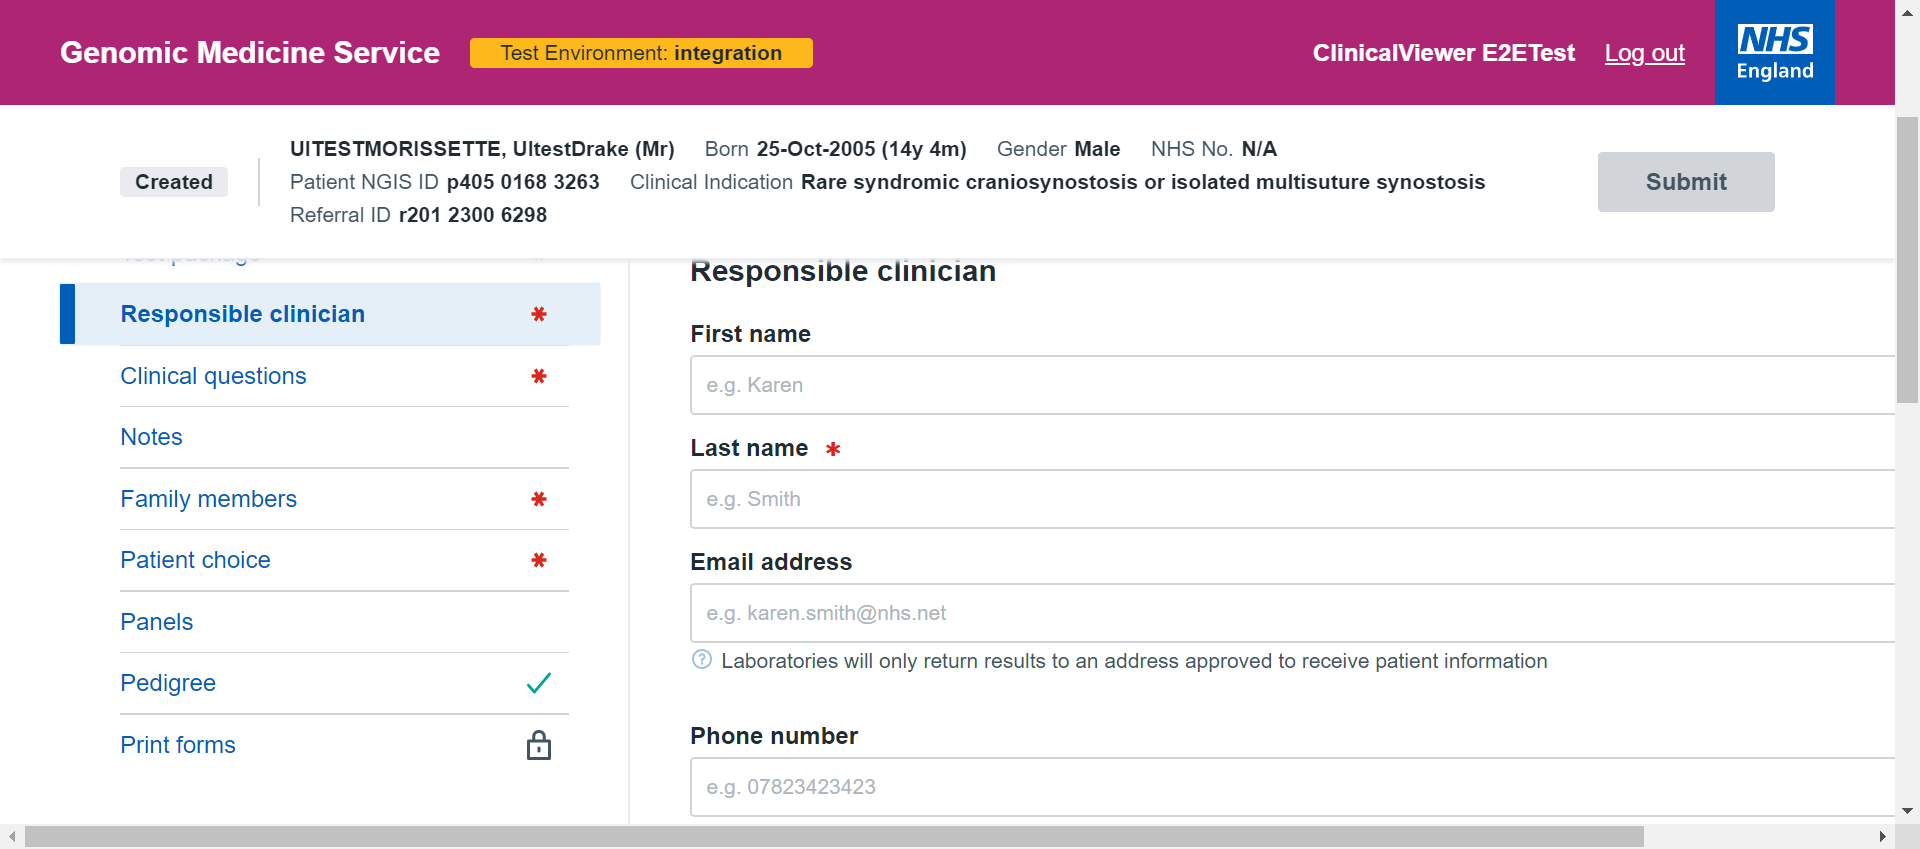 Genomic Medicine Service
Test Environment: integration
ClinicalViewer E2ETest
Log out
NHS
England
Created
UITESTMORISSETTE, UItestDrake (Mr) Born 25-Oct-2005 (14y 4m) Gender Male NHS No. N/A
Patient NGIS ID p405 0168 3263 Clinical Indication Rare syndromic craniosynostosis or isolated multisuture synostosis
Referral ID r201 2300 6298
Submit
Test package
Responsible clinician *
Clinical questions *
Notes
Family members *
Patient choice *
Panels
Pedigree
Print forms
Responsible clinician
First name
e.g. Karen
Last name *
e.g. Smith
Email address
e.g. karen.smith@nhs.net
Laboratories will only return results to an address approved to receive patient information
Phone number
e.g. 07823423423